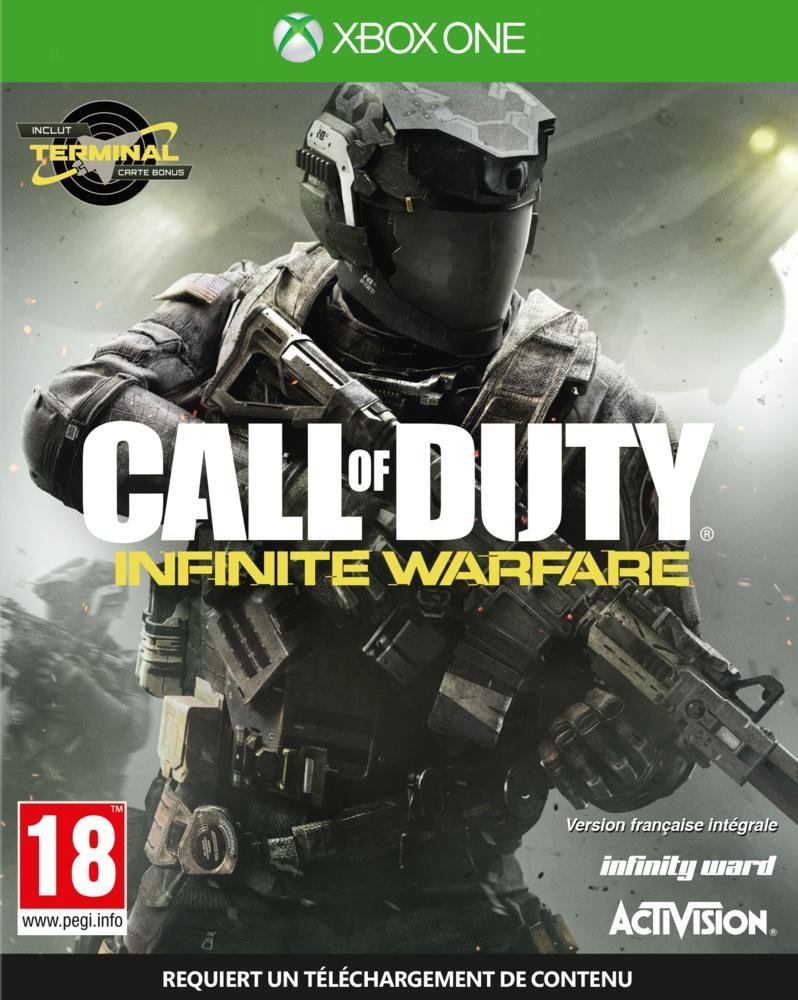 XBOX ONE
INCLUT
TERMINAL
CARTE BONUS
CALL OF DUTY®
INFINITE WARFARE
18™
www.pegi.info
Version française intégrale
infinity ward
ACTIVISION®
REQUIERT UN TÉLÉCHARGEMENT DE CONTENU